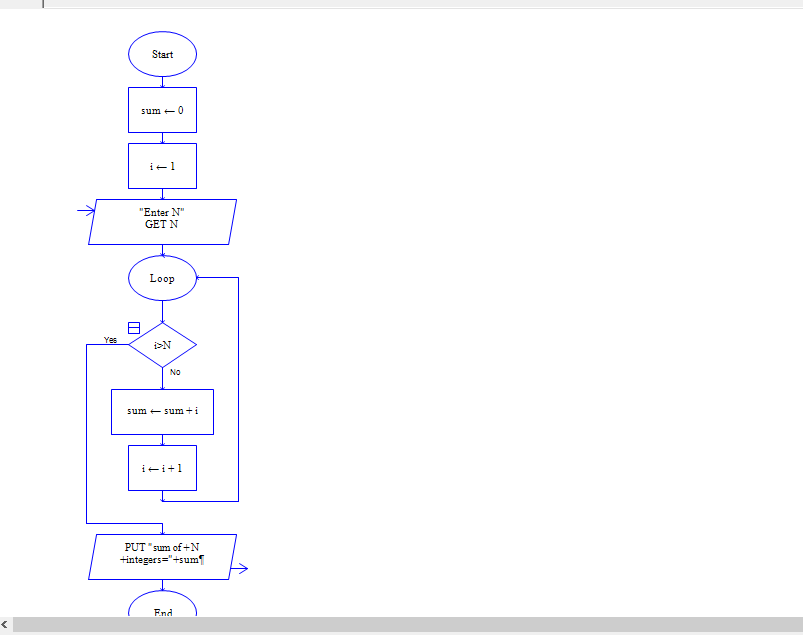 Start
sum ← 0
i ← 1
"Enter N"
GET N
Loop
Yes
i>N
No
sum ← sum + i
i ← i + 1
PUT "sum of +N
+integers="+sum¶
End